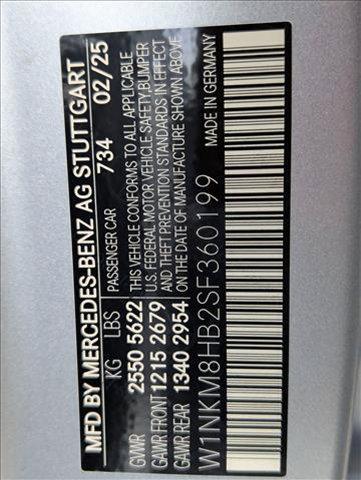 MFD BY MERCEDES-BENZ AG STUTTGART
KG LBS PASSENGER CAR 734 02/25
GVWR 2550 5622 THIS VEHICLE CONFORMS TO ALL APPLICABLE
U.S. FEDERAL MOTOR VEHICLE SAFETY,BUMPER
GAWR FRONT 1215 2679 AND THEFT PREVENTION STANDARDS IN EFFECT
GAWR REAR 1340 2954 ON THE DATE OF MANUFACTURE SHOWN ABOVE
W1NKM8HB2SF360199 MADE IN GERMANY